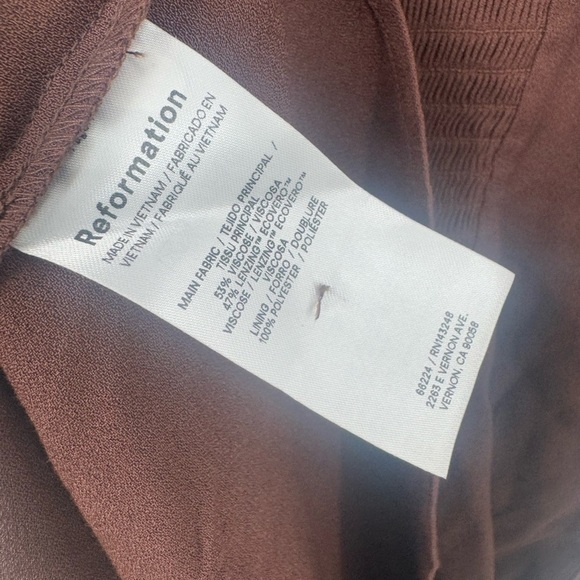 Reformation
MADE IN VIETNAM / FABRICADO EN
VIETNAM / FABRIQUÉ AU VIETNAM
MAIN FABRIC / TEJIDO PRINCIPAL /
TISSU PRINCIPAL
53% VISCOSE / VISCOSA
47% LENZING™ ECOVERO™
VISCOSE / LENZING™ ECOVERO™
VISCOSA
LINING / FORRO / DOUBLURE
100% POLYESTER / POLIÉSTER
66224 / RN143248
2263 E VERNON AVE.
VERNON, CA 90058